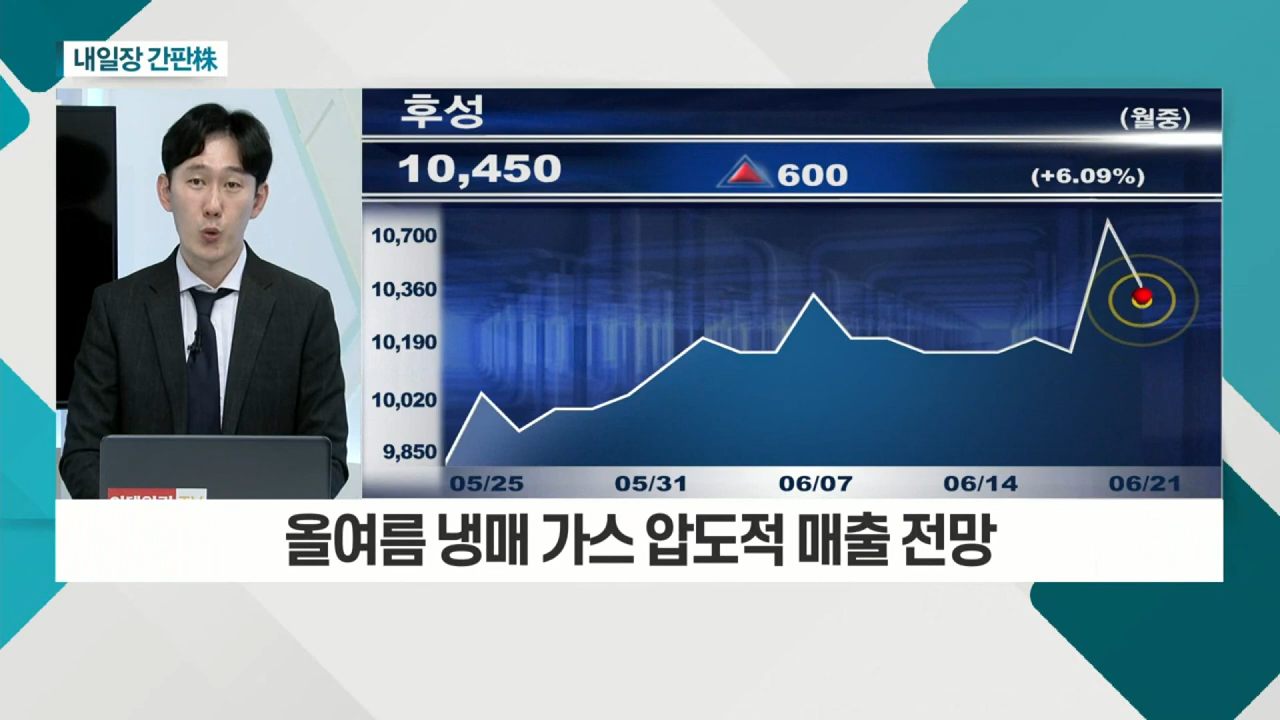 내일장 간판株
후성
(월중)
10,450 ▲ 600 (+6.09%)
10,700
10,360
10,190
10,020
9,850
05/25 05/31 06/07 06/14 06/21
올여름 냉매 가스 압도적 매출 전망